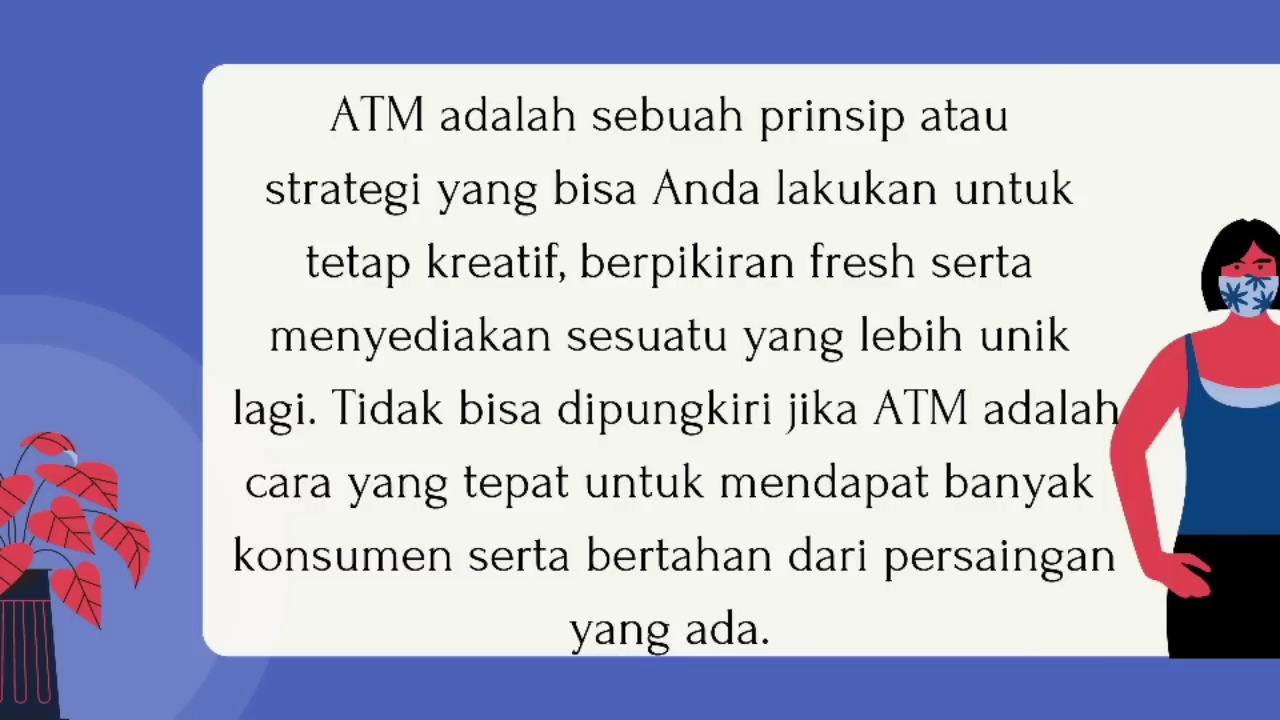 ATM adalah sebuah prinsip atau
strategi yang bisa Anda lakukan untuk
tetap kreatif, berpikiran fresh serta
menyediakan sesuatu yang lebih unik
lagi. Tidak bisa dipungkiri jika ATM adalah
cara yang tepat untuk mendapat banyak
konsumen serta bertahan dari persaingan
yang ada.